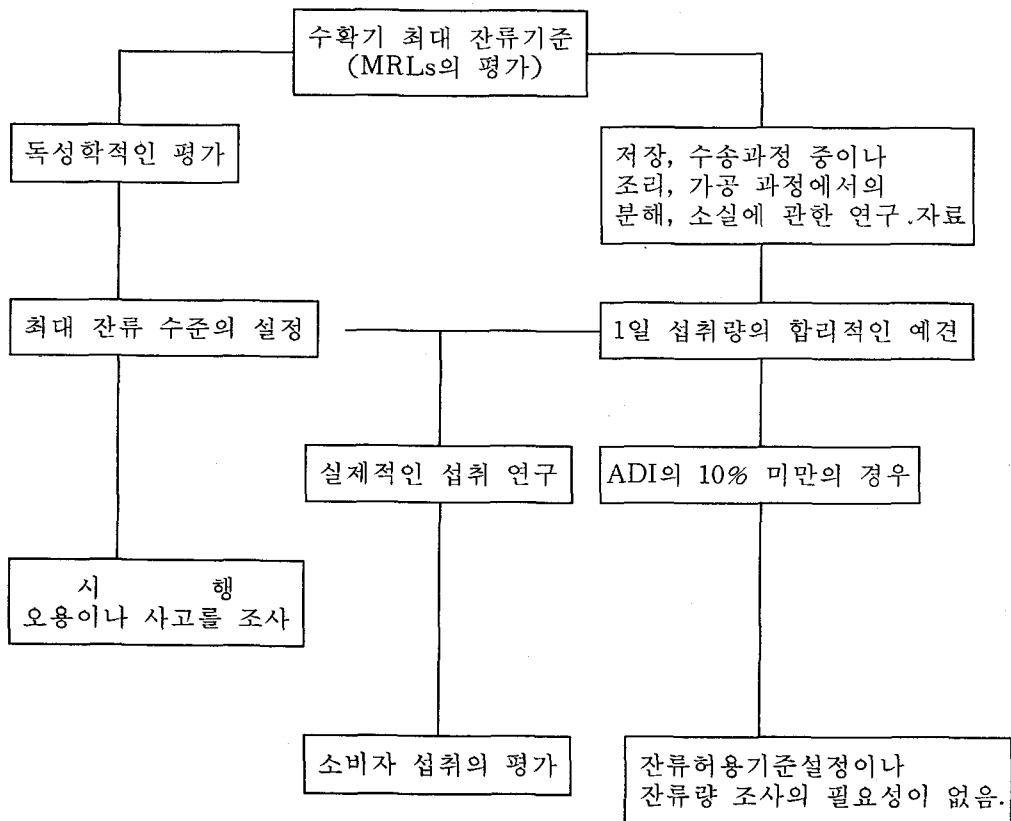 수확기 최대 잔류기준
(MRLs의 평가)
독성학적인 평가
저장, 수송과정 중이나
조리, 가공 과정에서의
분해, 소실에 관한 연구.자료
최대 잔류 수준의 설정
1일 섭취량의 합리적인 예견
실제적인 섭취 연구
ADI의 10% 미만의 경우
시 행
오용이나 사고를 조사
소비자 섭취의 평가
잔류허용기준설정이나
잔류량 조사의 필요성이 없음.